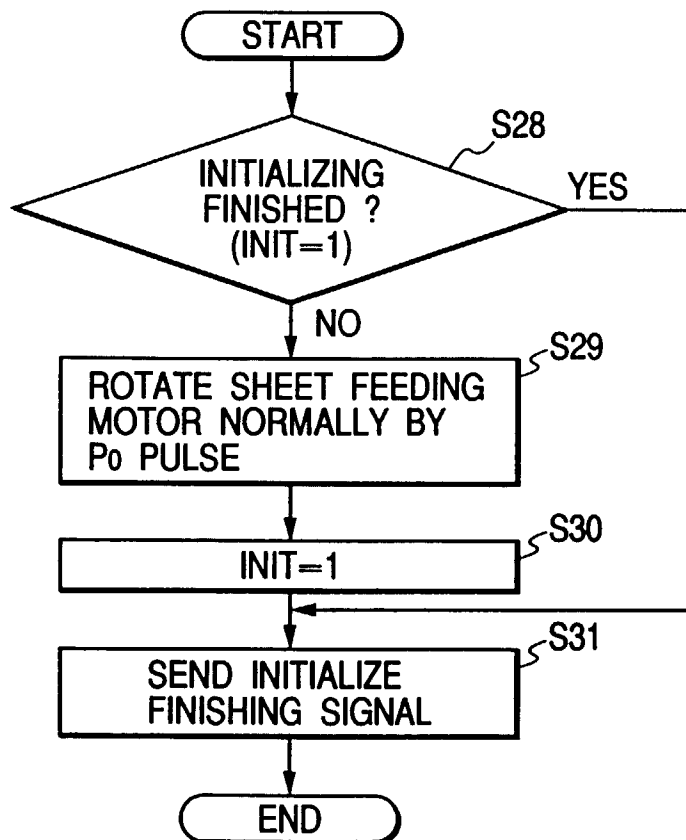 START
S28
INITIALIZING
FINISHED ?
(INIT=1)
YES
NO
S29
ROTATE SHEET FEEDING
MOTOR NORMALLY BY
P0 PULSE
S30
INIT=1
S31
SEND INITIALIZE
FINISHING SIGNAL
END